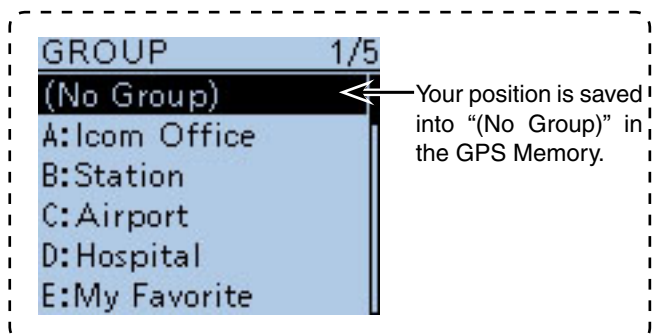 GROUP 1/5
(No Group)
A:Icom Office
B:Station
C:Airport
D:Hospital
E:My Favorite
Your position is saved
into “(No Group)” in
the GPS Memory.